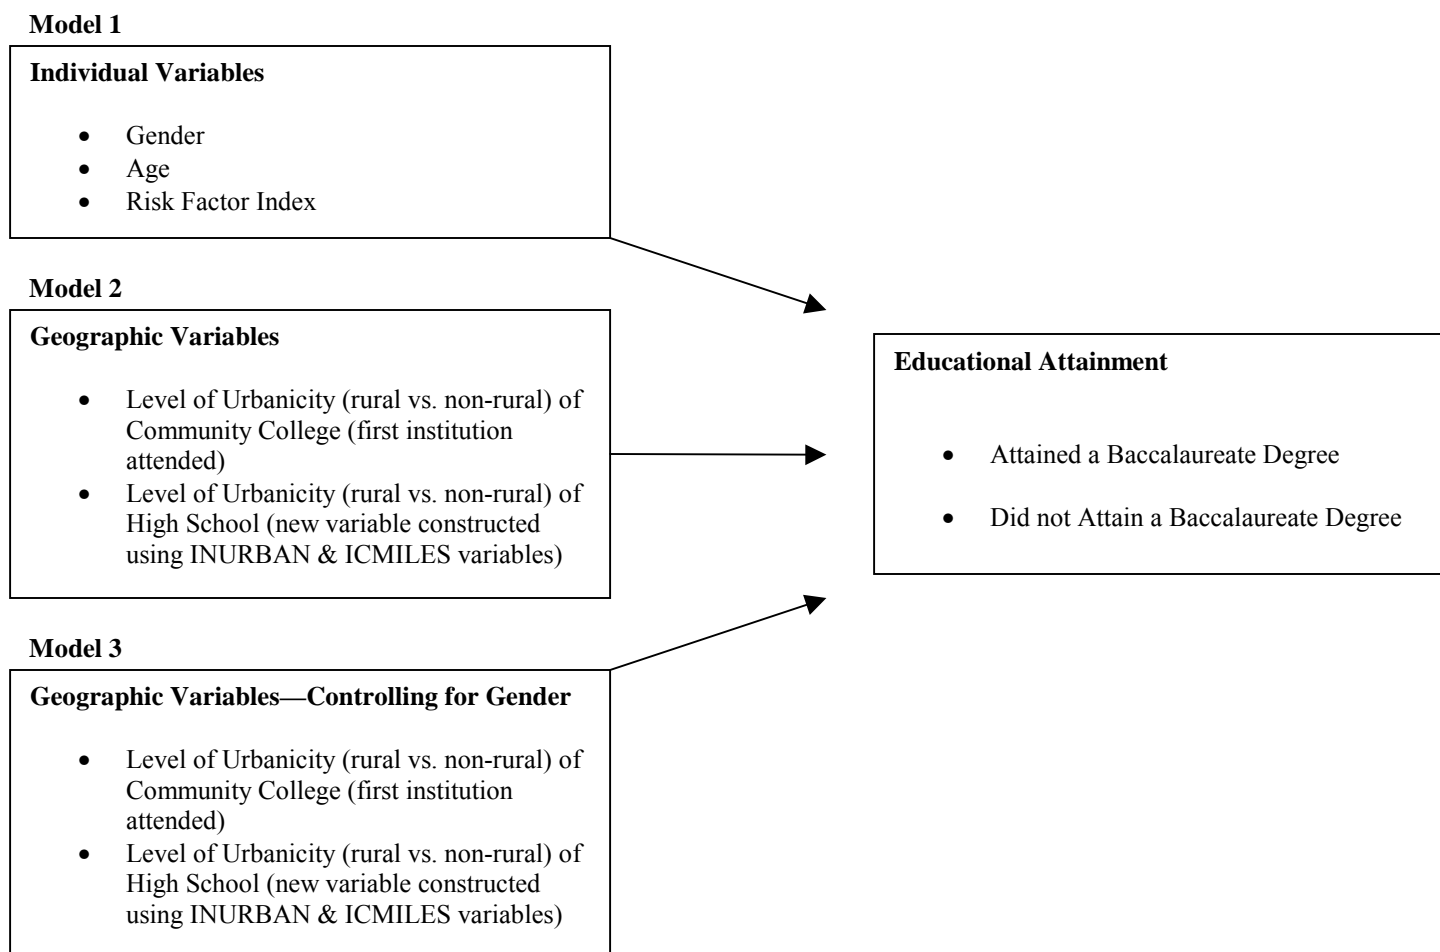 Model 1
Individual Variables
• Gender
• Age
• Risk Factor Index
Model 2
Geographic Variables
• Level of Urbanicity (rural vs. non-rural) of
Community College (first institution
attended)
• Level of Urbanicity (rural vs. non-rural) of
High School (new variable constructed
using INURBAN & ICMILES variables)
Model 3
Geographic Variables—Controlling for Gender
• Level of Urbanicity (rural vs. non-rural) of
Community College (first institution
attended)
• Level of Urbanicity (rural vs. non-rural) of
High School (new variable constructed
using INURBAN & ICMILES variables)
Educational Attainment
• Attained a Baccalaureate Degree
• Did not Attain a Baccalaureate Degree